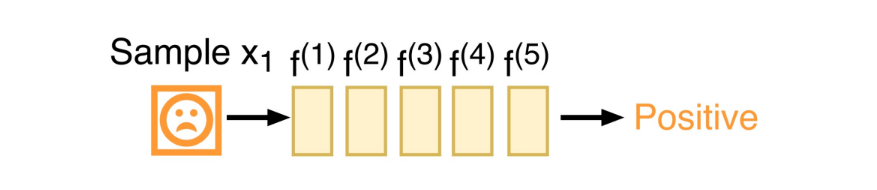 Sample x₁ f⁽¹⁾ f⁽²⁾ f⁽³⁾ f⁽⁴⁾ f⁽⁵⁾
Positive